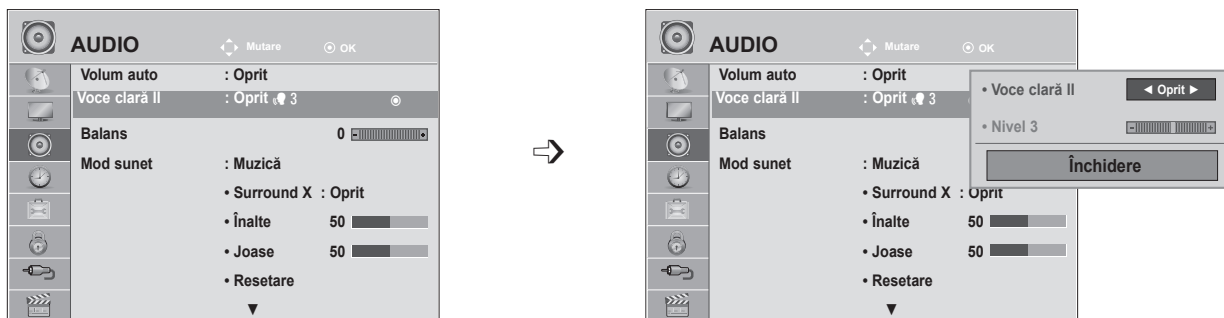 AUDIO Mutare OK
Volum auto : Oprit
Voce clară II : Oprit 3
Balans 0 - +
Mod sunet : Muzică
• Surround X : Oprit
• Înalte 50
• Joase 50
• Resetare
▼
AUDIO Mutare OK
Volum auto : Oprit
Voce clară II : Oprit 3
Balans
Mod sunet : Muzică
• Surround X : Oprit
• Înalte 50
• Joase 50
• Resetare
▼
• Voce clară II ◄ Oprit ►
• Nivel 3 - +
Închidere